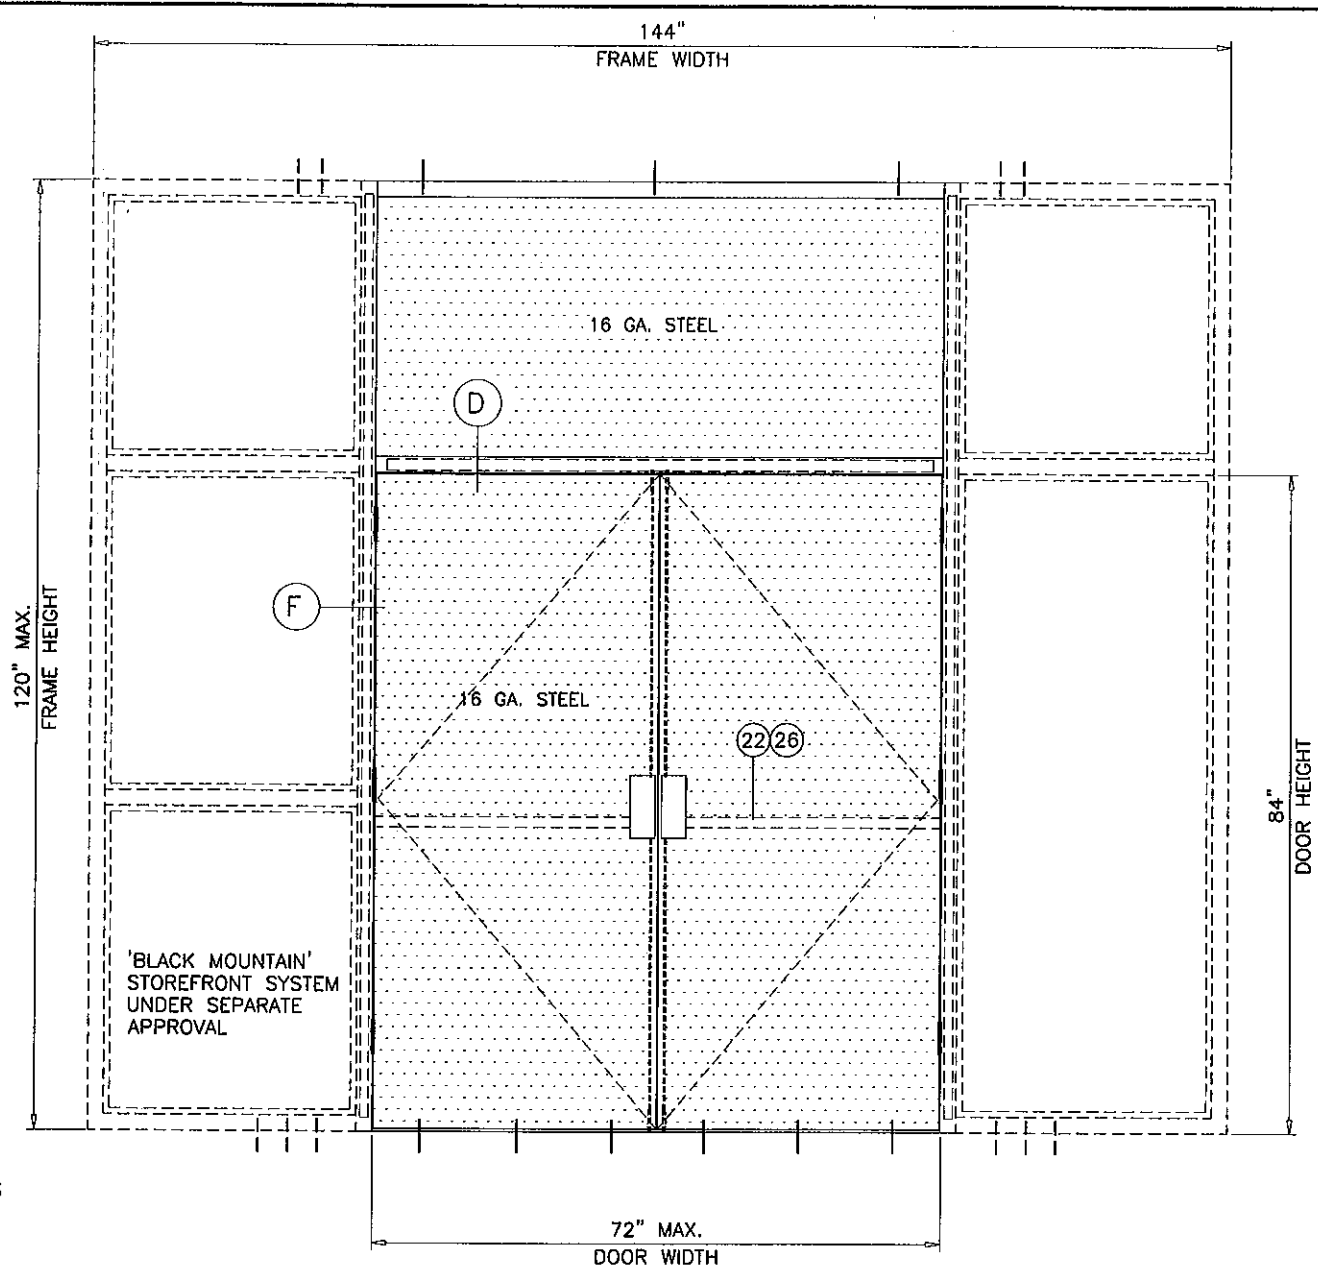 144"
FRAME WIDTH
16 GA. STEEL
D
F
120" MAX.
FRAME HEIGHT
16 GA. STEEL
22 26
84"
DOOR HEIGHT
'BLACK MOUNTAIN'
STOREFRONT SYSTEM
UNDER SEPARATE
APPROVAL
72" MAX.
DOOR WIDTH